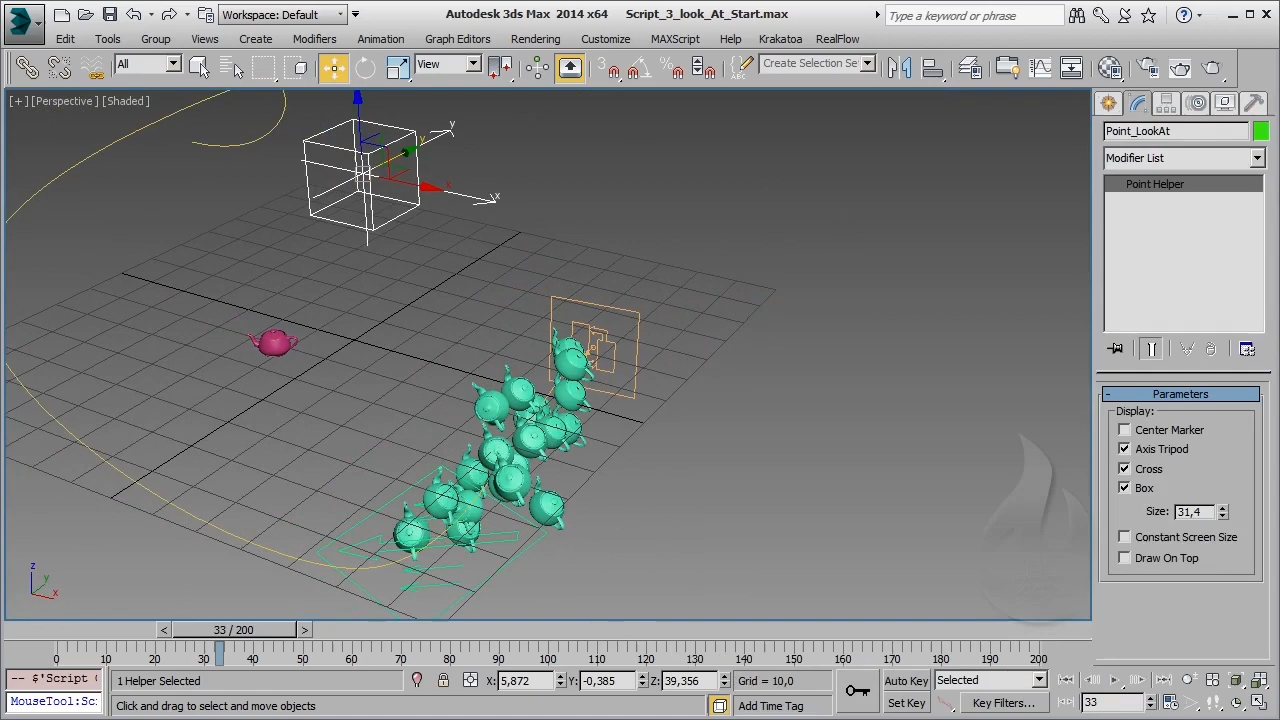 Workspace: Default
Autodesk 3ds Max 2014 x64 Script_3_look_At_Start.max
Type a keyword or phrase
Edit Tools Group Views Create Modifiers Animation Graph Editors Rendering Customize MAXScript Help Krakatoa RealFlow
All View 3 Create Selection Se
[+][Perspective][Shaded]
y
y
x
x
z
y
x
Point_LookAt
Modifier List
Point Helper
- Parameters
Display:
Center Marker
Axis Tripod
Cross
Box
Size: 31,4
Constant Screen Size
Draw On Top
< 33 / 200 >
0 10 20 30 40 50 60 70 80 90 100 110 120 130 140 150 160 170 180 190 200
-- $'Script
1 Helper Selected X: 5,872 Y: -0,385 Z: 39,356 Grid = 10,0 Auto Key Selected
MouseTool:Sc
Click and drag to select and move objects Add Time Tag Set Key Key Filters... 33